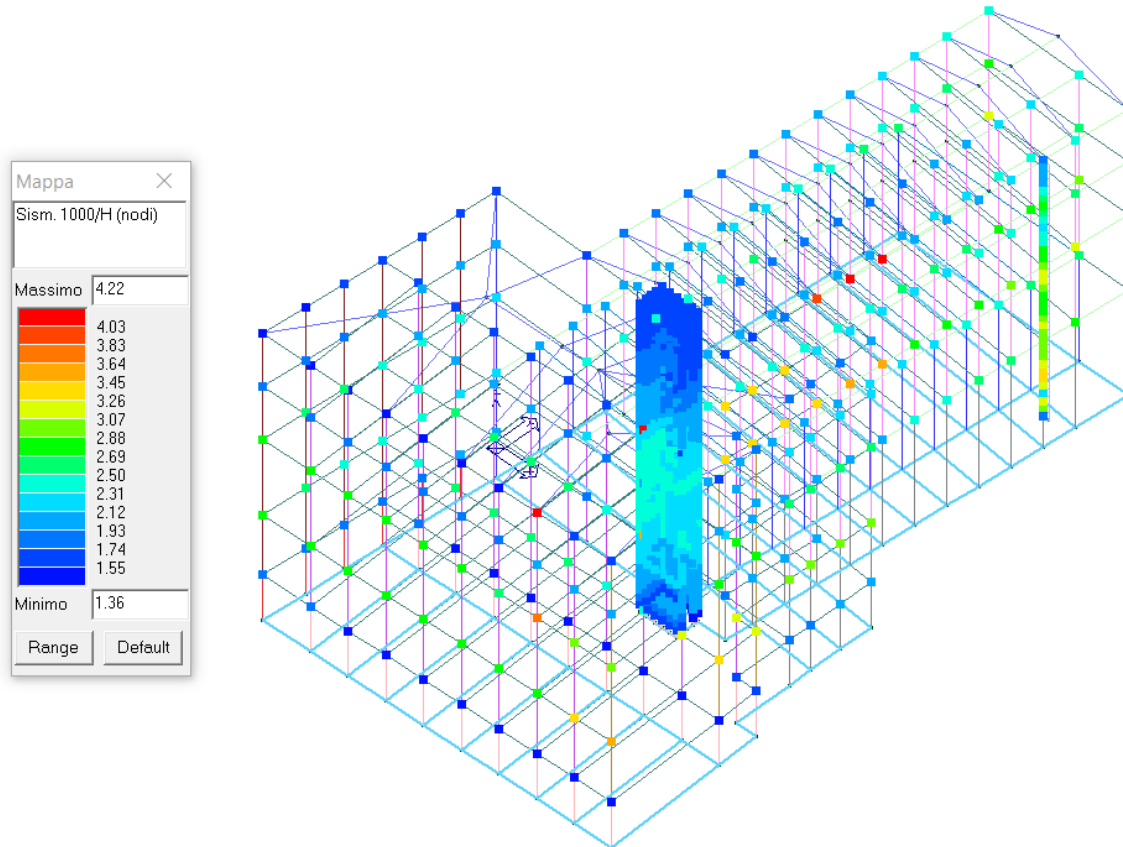 Mappa
Sism. 1000/H (nodi)
Massimo 4.22
4.03
3.83
3.64
3.45
3.26
3.07
2.88
2.69
2.50
2.31
2.12
1.93
1.74
1.55
Minimo 1.36
Range Default